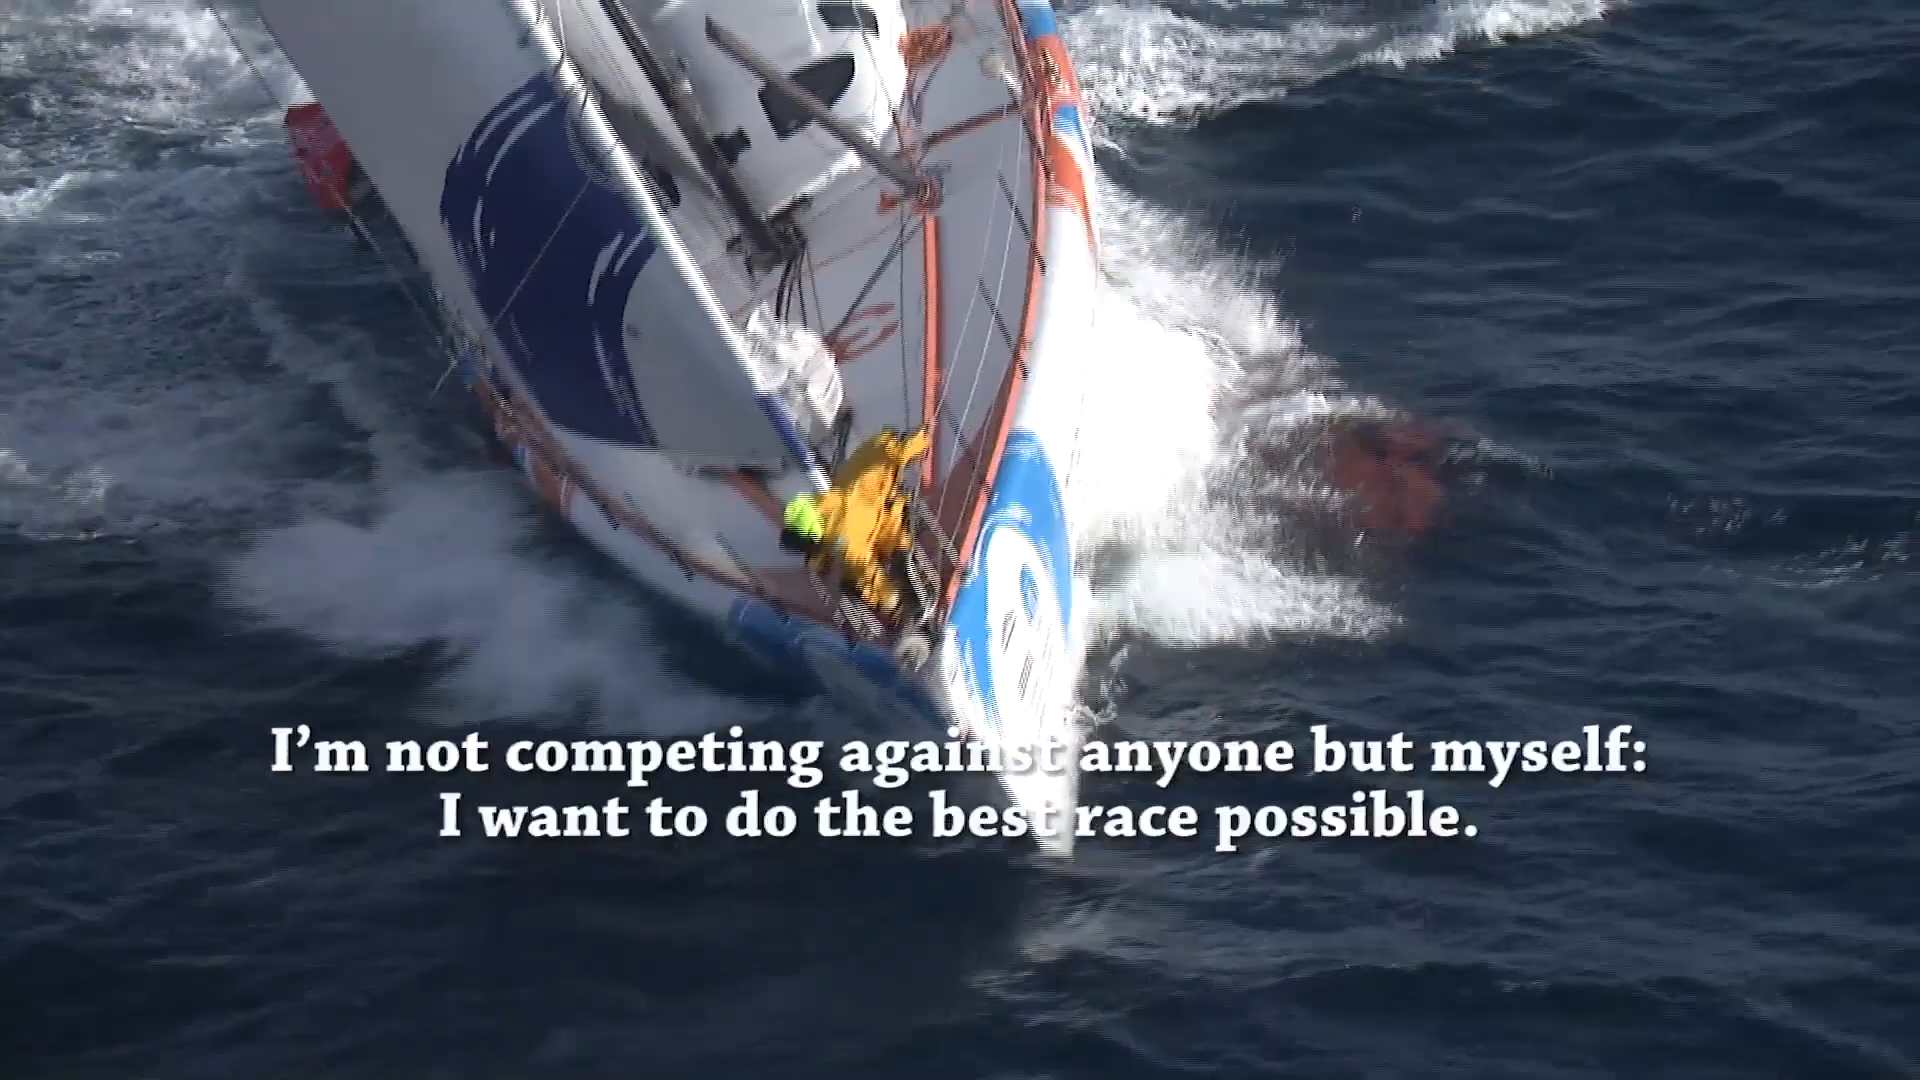 I’m not competing against anyone but myself:
I want to do the best race possible.